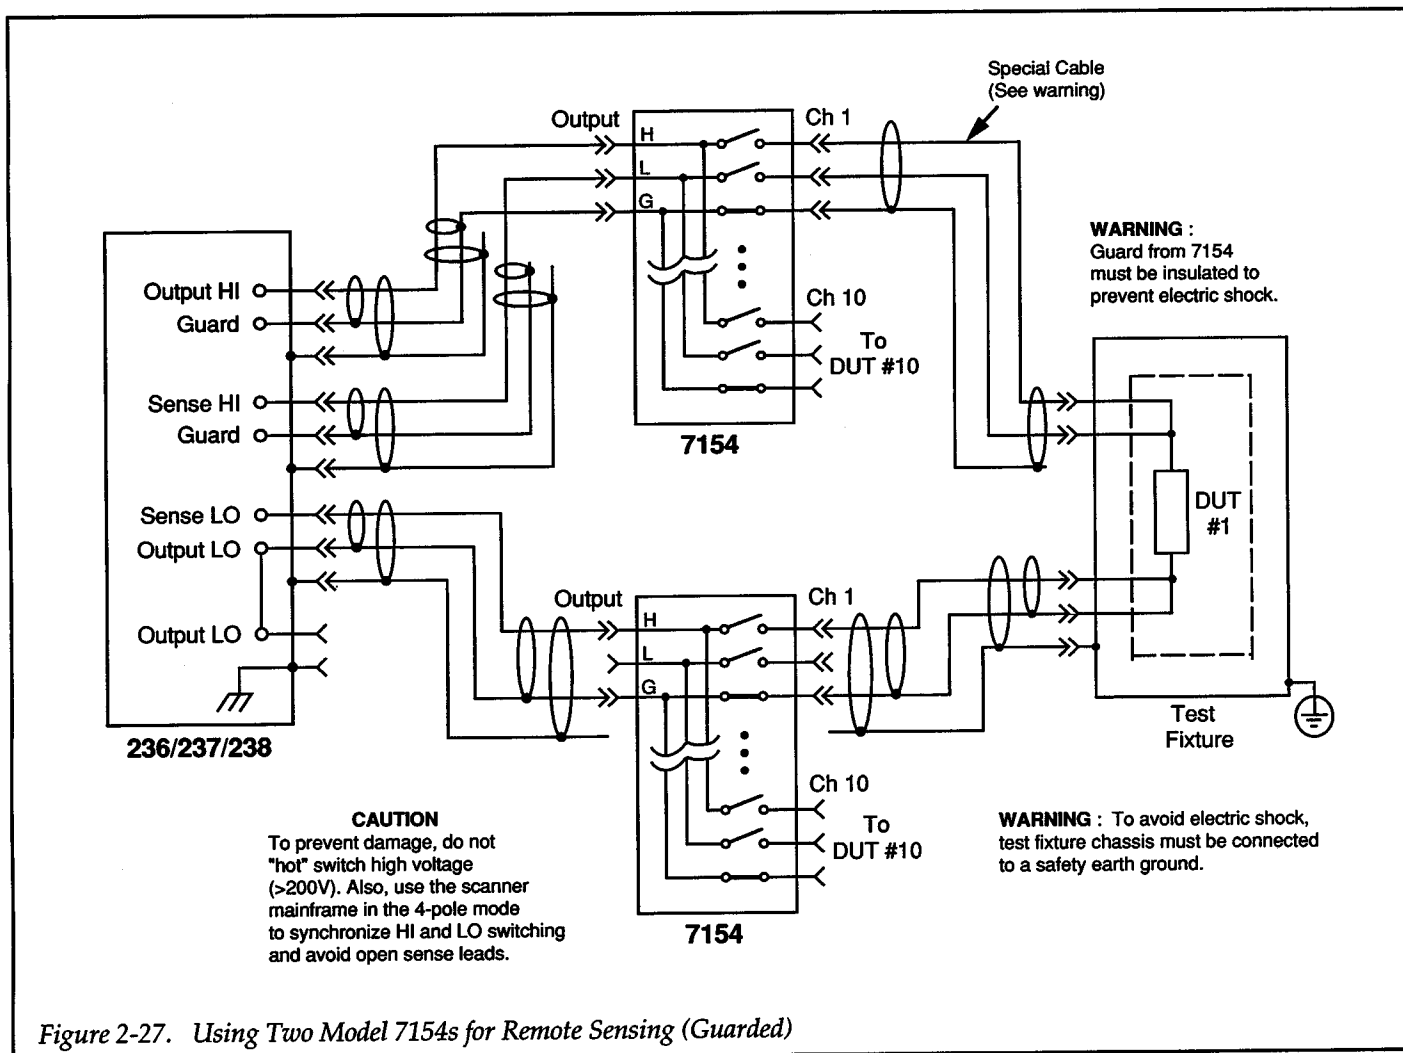 Special Cable
(See warning)
Output
H
L
G
Ch 1
Ch 10
To
DUT #10
7154
WARNING :
Guard from 7154
must be insulated to
prevent electric shock.
Output HI
Guard
Sense HI
Guard
Sense LO
Output LO
Output LO
236/237/238
DUT
#1
Test
Fixture
Output
H
L
G
Ch 1
Ch 10
To
DUT #10
7154
CAUTION
To prevent damage, do not
"hot" switch high voltage
(>200V). Also, use the scanner
mainframe in the 4-pole mode
to synchronize HI and LO switching
and avoid open sense leads.
WARNING : To avoid electric shock,
test fixture chassis must be connected
to a safety earth ground.
Figure 2-27. Using Two Model 7154s for Remote Sensing (Guarded)